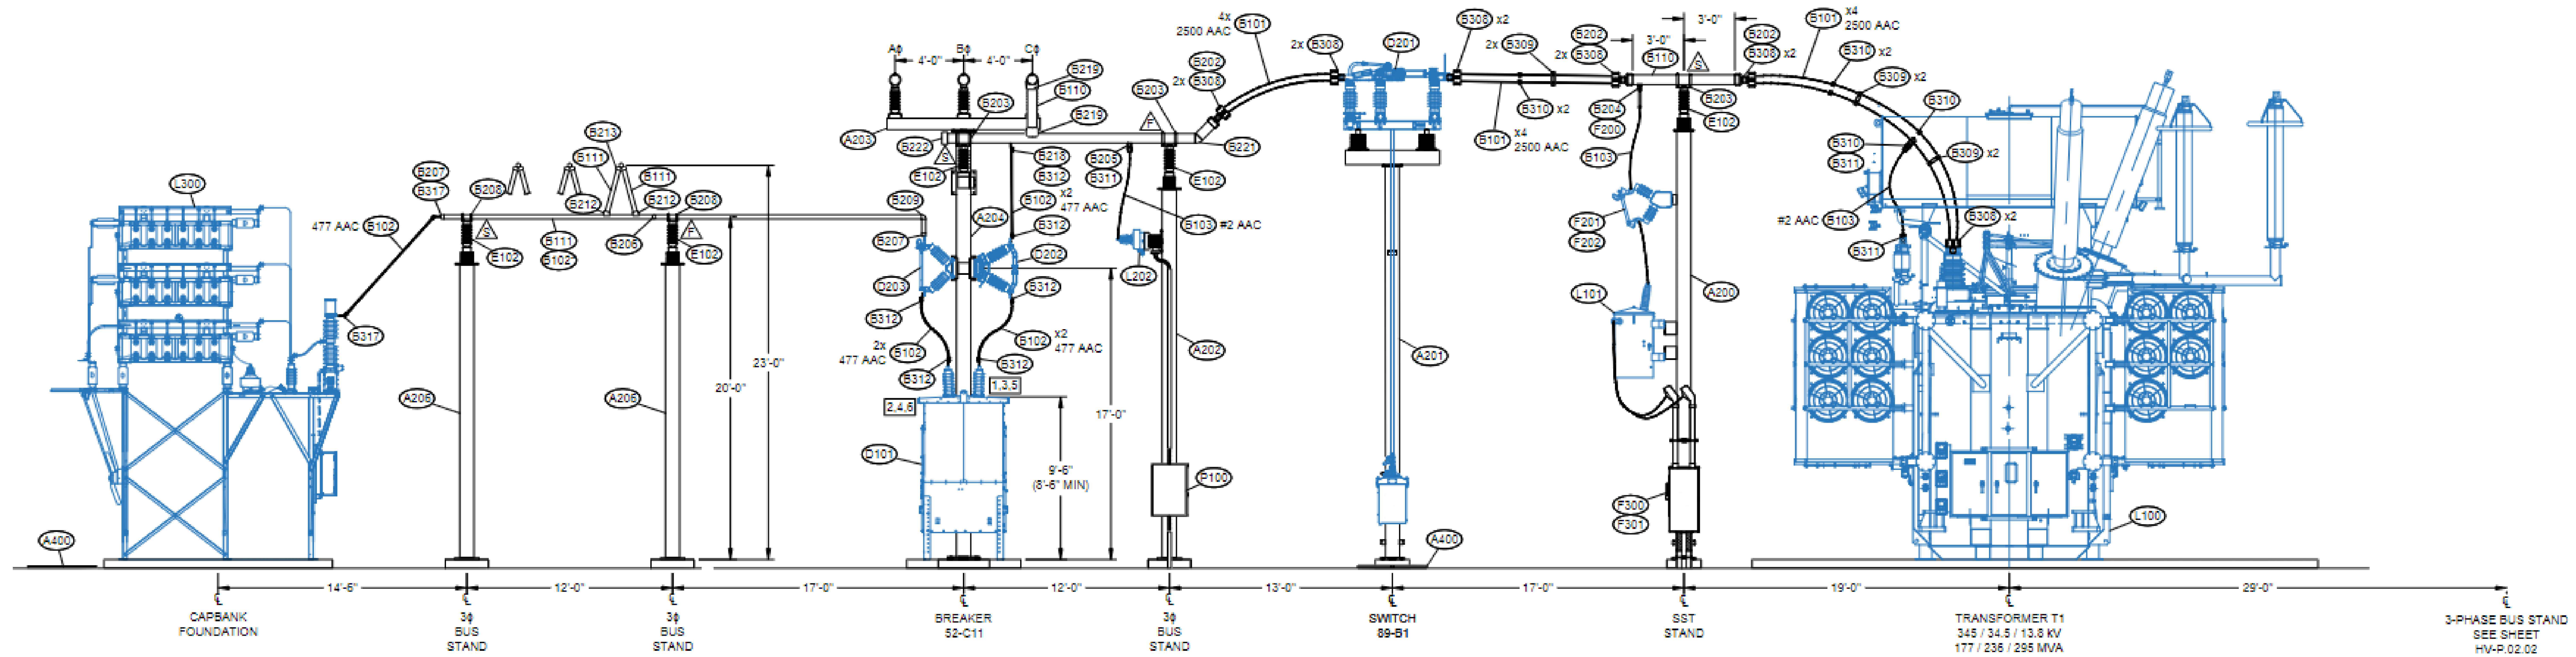 4x
2500 AAC
B101
B308 x2
2x B308
D201
2x B309
B202
2x B308
3'-0"
3'-0"
B110
S
B202
B308 x2
B101 x4
2500 AAC
B310 x2
B309 x2
B310
B310
B311
B309 x2
Aϕ
Bϕ
Cϕ
4'-0"
4'-0"
B219
B110
B219
B203
A203
B222
S
E102
B202
2x B308
B203
F
B221
B205
B311
E102
B218
B312
B102 x2
477 AAC
B312
B310 x2
B101 x4
2500 AAC
B204
F200
B103
B203
E102
L300
B207
B317
B208
B213
B111
B111
B212
B212
B208
S
F
477 AAC B102
E102
B111
B102
B206
E102
B209
B207
A204
B103 #2 AAC
D202
L202
D203
B312
B312
B317
2x
B102
477 AAC
B102 x2
477 AAC
B312
B312
1,3,5
2,4,6
A206
A206
23'-0"
20'-0"
17'-0"
9'-6"
(8'-6" MIN)
D101
A202
P100
A201
F201
F202
L101
A200
F300
F301
#2 AAC B103
B311
B308 x2
L100
A400
A400
14'-6"
12'-0"
17'-0"
12'-0"
13'-0"
17'-0"
19'-0"
29'-0"
℄
CAPBANK
FOUNDATION
℄
3ϕ
BUS
STAND
℄
3ϕ
BUS
STAND
℄
BREAKER
52-C11
℄
3ϕ
BUS
STAND
℄
SWITCH
89-B1
℄
SST
STAND
℄
TRANSFORMER T1
345 / 34.5 / 13.8 kV
177 / 236 / 295 MVA
℄
3-PHASE BUS STAND
SEE SHEET
HV-P.02.02